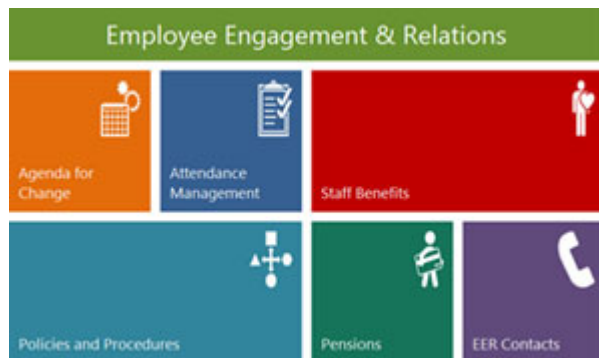 Employee Engagement & Relations
Agenda for
Change
Attendance
Management
Staff Benefits
Policies and Procedures
Pensions
EER Contacts